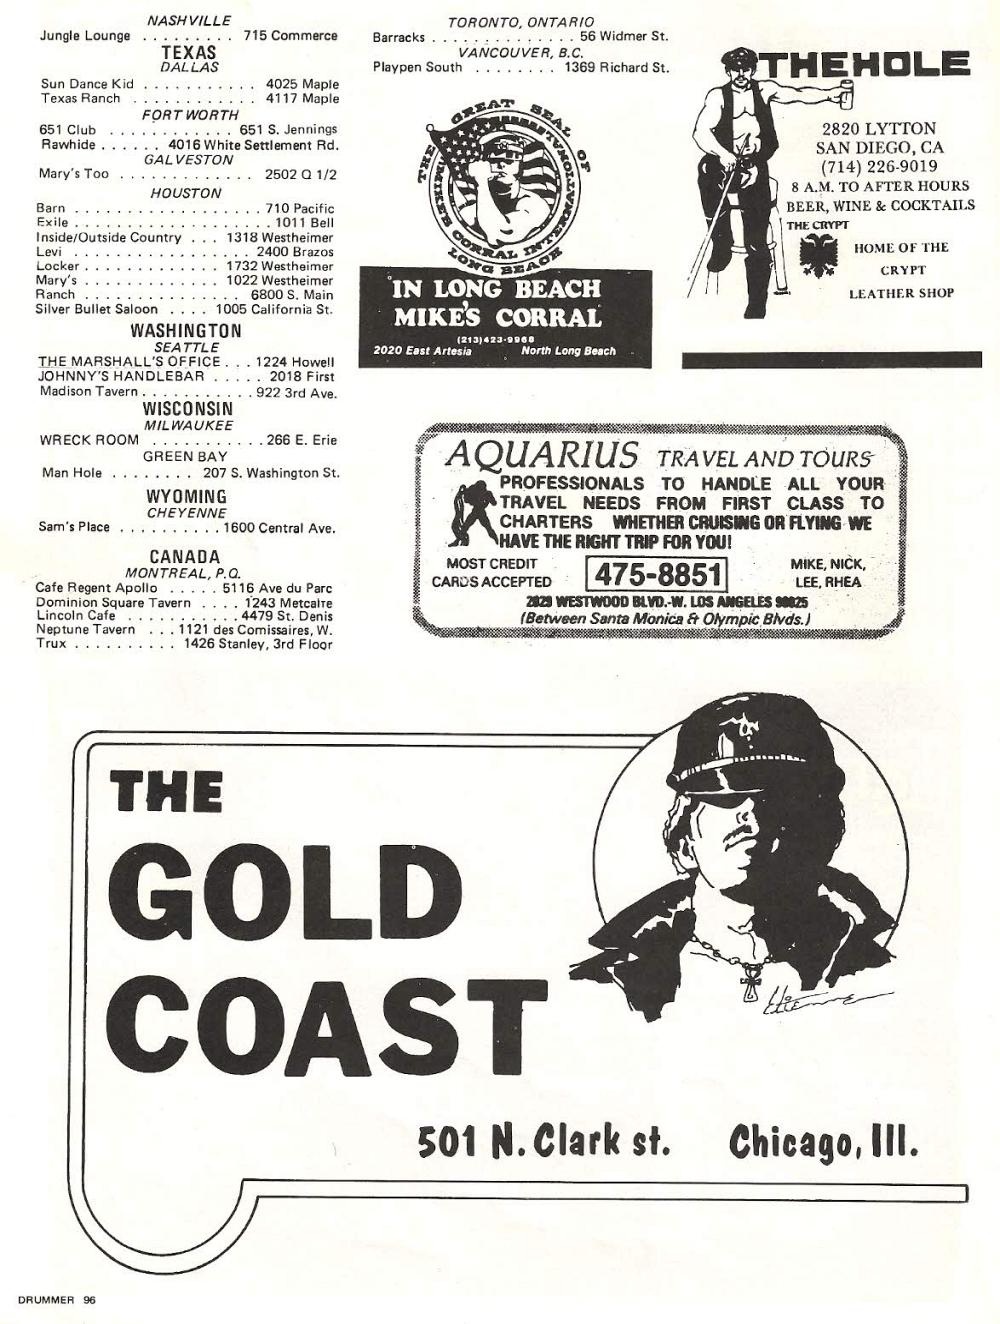 NASHVILLE
Jungle Lounge . . . . . . . . . 715 Commerce
TEXAS
DALLAS
Sun Dance Kid . . . . . . . . . . . 4025 Maple
Texas Ranch . . . . . . . . . . . . 4117 Maple
FORT WORTH
651 Club . . . . . . . . . . . . 651 S. Jennings
Rawhide . . . . . . 4016 White Settlement Rd.
GALVESTON
Mary's Too . . . . . . . . . . . . . 2502 Q 1/2
HOUSTON
Barn . . . . . . . . . . . . . . . . . . 710 Pacific
Exile . . . . . . . . . . . . . . . . . . . 1011 Bell
Inside/Outside Country . . . 1318 Westheimer
Levi . . . . . . . . . . . . . . . . . 2400 Brazos
Locker . . . . . . . . . . . . . 1732 Westheimer
Mary's . . . . . . . . . . . . . 1022 Westheimer
Ranch . . . . . . . . . . . . . . . 6800 S. Main
Silver Bullet Saloon . . . . 1005 California St.
WASHINGTON
SEATTLE
THE MARSHALL'S OFFICE . . . 1224 Howell
JOHNNY'S HANDLEBAR . . . . . 2018 First
Madison Tavern . . . . . . . . . . . 922 3rd Ave.
WISCONSIN
MILWAUKEE
WRECK ROOM . . . . . . . . . . . 266 E. Erie
GREEN BAY
Man Hole . . . . . . . . 207 S. Washington St.
WYOMING
CHEYENNE
Sam's Place . . . . . . . . . . 1600 Central Ave.
CANADA
MONTREAL, P.Q.
Cafe Regent Apollo . . . . . 5116 Ave du Parc
Dominion Square Tavern . . . . 1243 Metcalre
Lincoln Cafe . . . . . . . . . . . 4479 St. Denis
Neptune Tavern . . . 1121 des Comissaires, W.
Trux . . . . . . . . . . 1426 Stanley, 3rd Floor
TORONTO, ONTARIO
Barracks . . . . . . . . . . . . . 56 Widmer St.
VANCOUVER, B.C.
Playpen South . . . . . . . . 1369 Richard St.
THE GREAT SEAL OF
MIKE'S CORRAL INTERNATIONAL
LONG BEACH
IN LONG BEACH
MIKE'S CORRAL
(213) 423-9968
2020 East Artesia North Long Beach
THE HOLE
2820 LYTTON
SAN DIEGO, CA
(714) 226-9019
8 A.M. TO AFTER HOURS
BEER, WINE & COCKTAILS
THE CRYPT
HOME OF THE
CRYPT
LEATHER SHOP
AQUARIUS TRAVEL AND TOURS
PROFESSIONALS TO HANDLE ALL YOUR
TRAVEL NEEDS FROM FIRST CLASS TO
CHARTERS WHETHER CRUISING OR FLYING WE
HAVE THE RIGHT TRIP FOR YOU!
MOST CREDIT
CARDS ACCEPTED
475-8851
MIKE, NICK,
LEE, RHEA
2029 WESTWOOD BLVD.-W. LOS ANGELES 90025
(Between Santa Monica & Olympic Blvds.)
THE
GOLD
COAST
Etienne
501 N. Clark st. Chicago, Ill.
DRUMMER 96